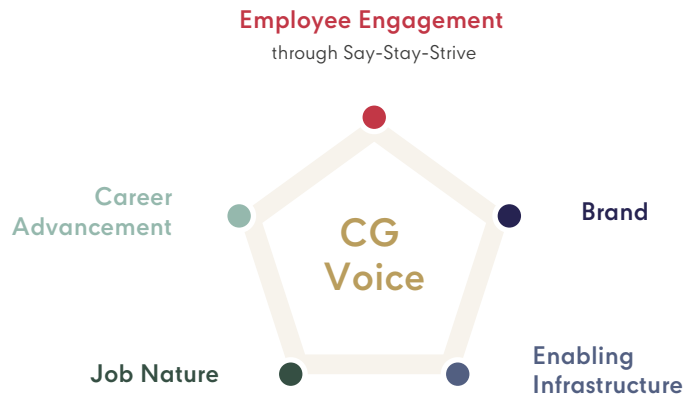 Employee Engagement
through Say-Stay-Strive
Career
Advancement
Brand
CG
Voice
Job Nature
Enabling
Infrastructure